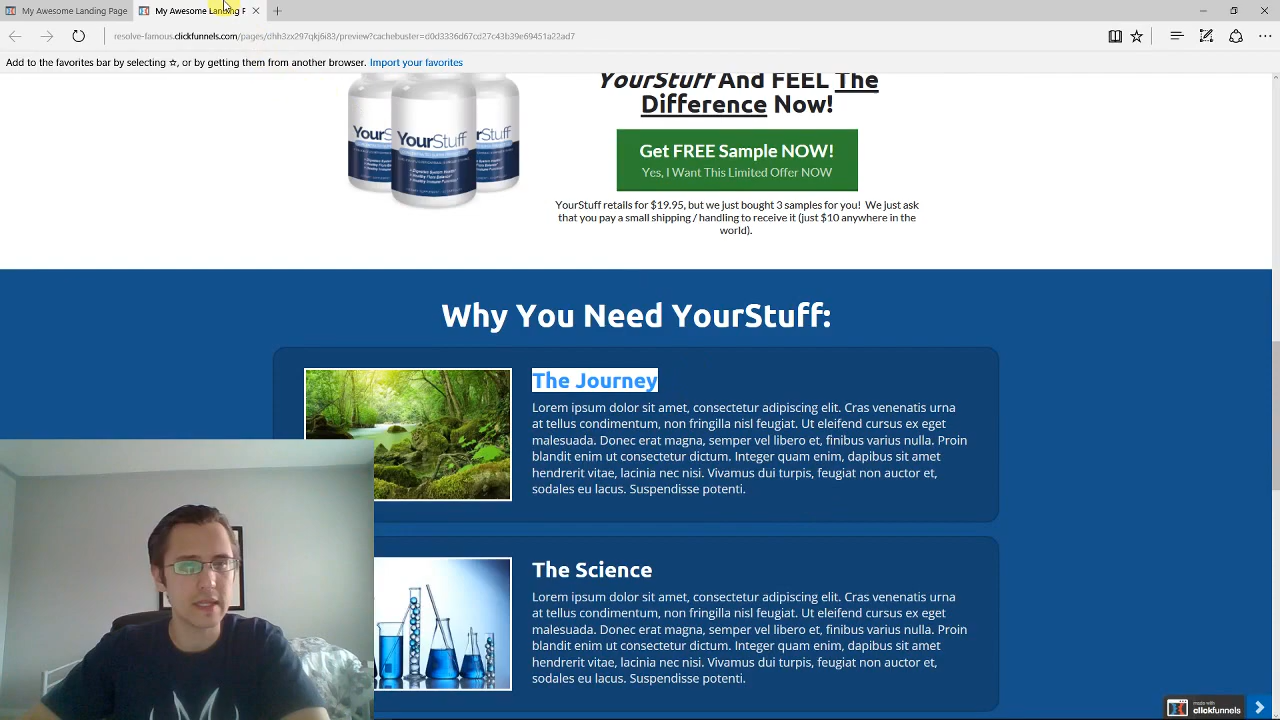 My Awesome Landing Page
My Awesome Landing P
resolve-famous.clickfunnels.com/pages/dhh3zx297qkj6i83/preview?cachebuster=d0d3336d67cd27c43b39e69451a22ad7
Add to the favorites bar by selecting ☆, or by getting them from another browser. Import your favorites
YourStuff And FEEL The
Difference Now!
YourStuff
Get FREE Sample NOW!
Yes, I Want This Limited Offer NOW
YourStuff retails for $19.95, but we just bought 3 samples for you! We just ask
that you pay a small shipping / handling to receive it (just $10 anywhere in the
world).
Why You Need YourStuff:
The Journey
Lorem ipsum dolor sit amet, consectetur adipiscing elit. Cras venenatis urna
at tellus condimentum, non fringilla nisl feugiat. Ut eleifend cursus ex eget
malesuada. Donec erat magna, semper vel libero et, finibus varius nulla. Proin
blandit enim ut consectetur dictum. Integer quam enim, dapibus sit amet
hendrerit vitae, lacinia nec nisi. Vivamus dui turpis, feugiat non auctor et,
sodales eu lacus. Suspendisse potenti.
The Science
Lorem ipsum dolor sit amet, consectetur adipiscing elit. Cras venenatis urna
at tellus condimentum, non fringilla nisl feugiat. Ut eleifend cursus ex eget
malesuada. Donec erat magna, semper vel libero et, finibus varius nulla. Proin
blandit enim ut consectetur dictum. Integer quam enim, dapibus sit amet
hendrerit vitae, lacinia nec nisi. Vivamus dui turpis, feugiat non auctor et,
sodales eu lacus. Suspendisse potenti.
made with
clickfunnels